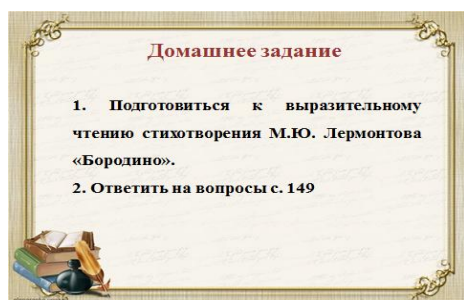 Домашнее задание
1. Подготовиться к выразительному
чтению стихотворения М.Ю. Лермонтова
«Бородино».
2. Ответить на вопросы с. 149